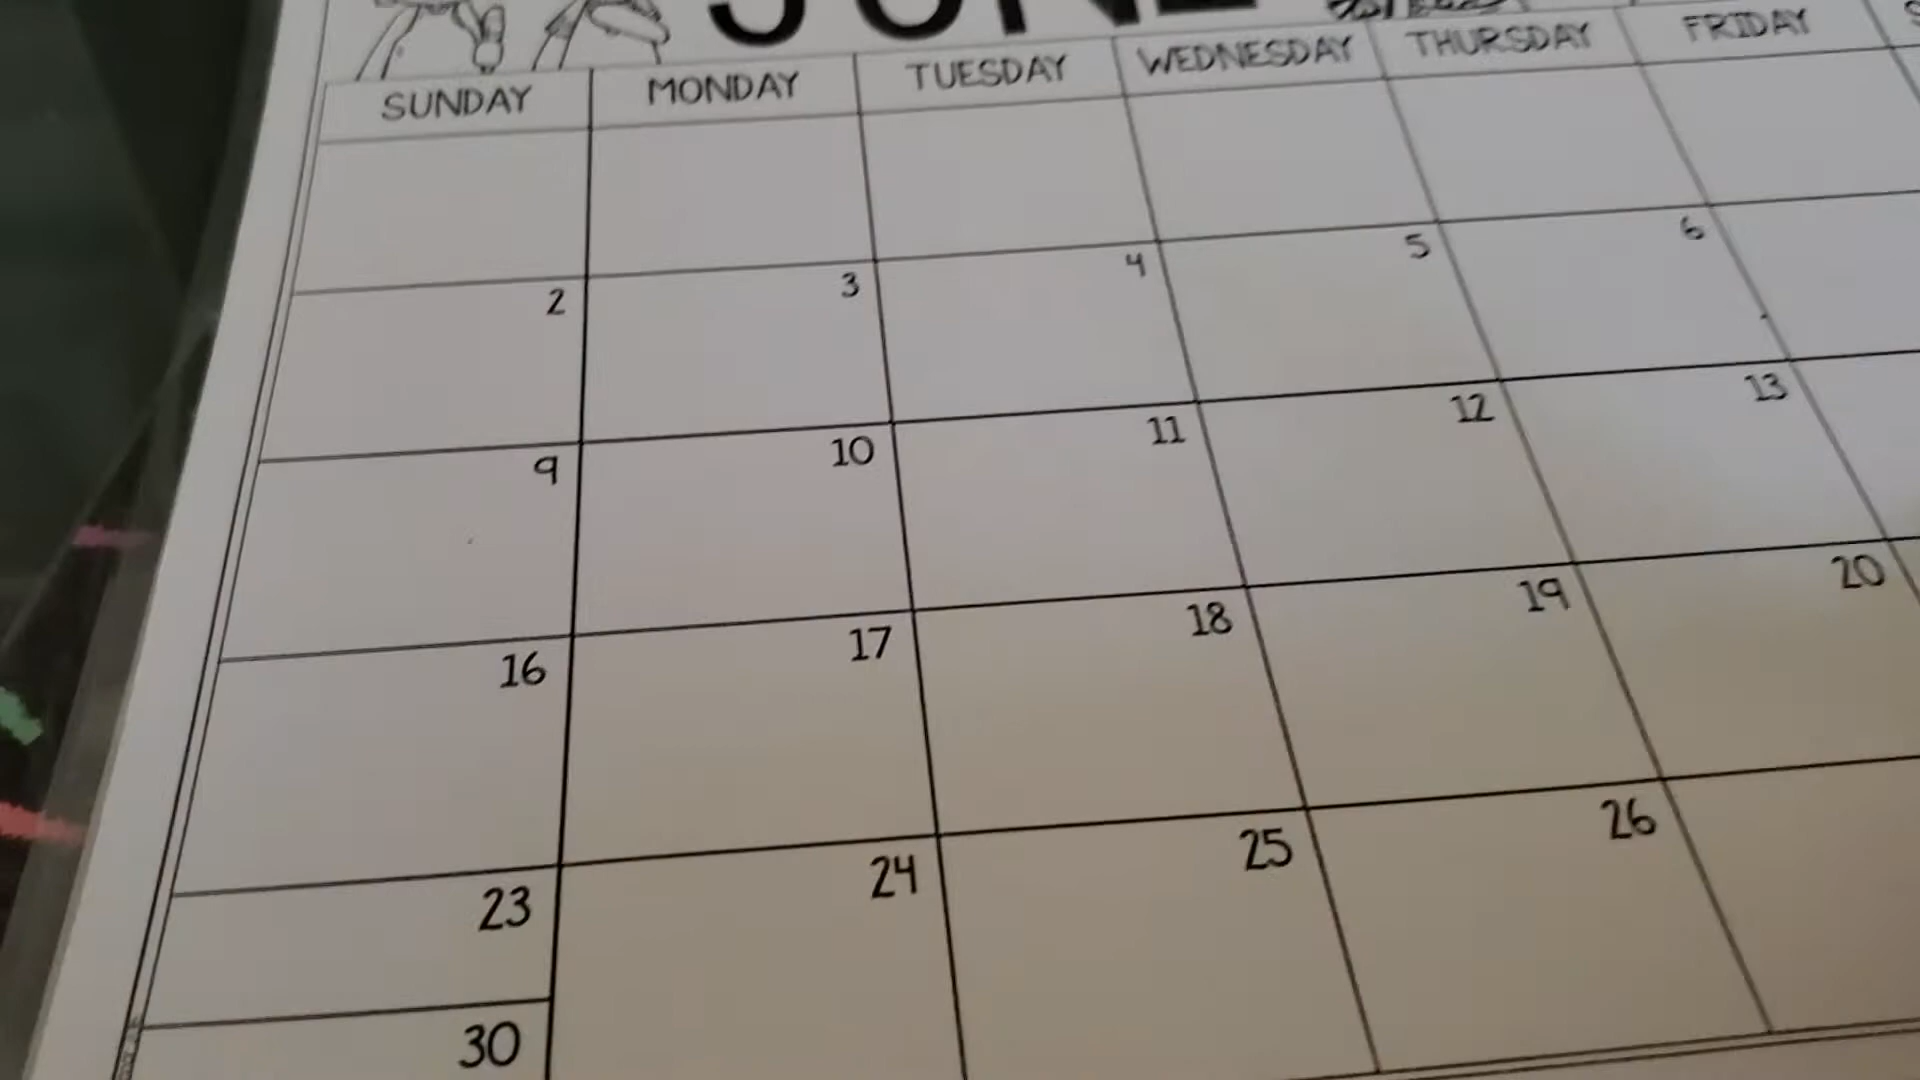 JUNE
SUNDAY MONDAY TUESDAY WEDNESDAY THURSDAY FRIDAY S
2 3 4 5 6
9 10 11 12 13
16 17 18 19 20
23 24 25 26
30